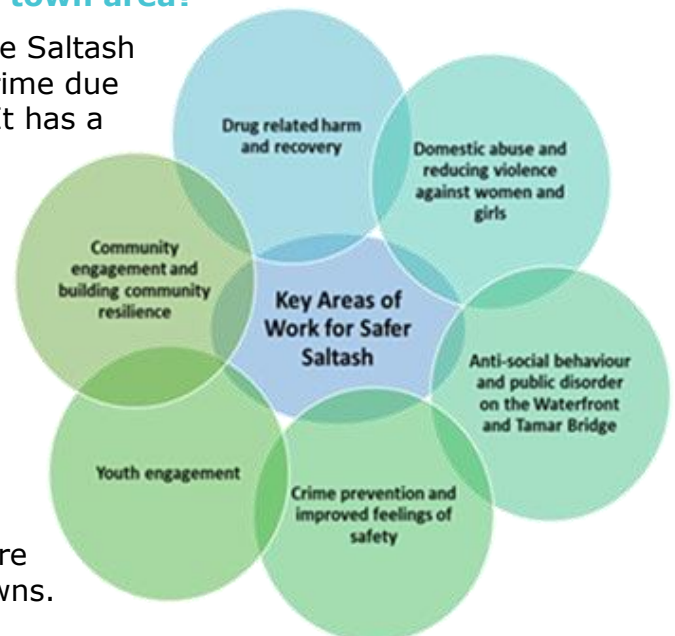 town area?
e Saltash
rime due
It has a
re
wns.
Drug related harm
and recovery
Domestic abuse and
reducing violence
against women and
girls
Community
engagement and
building community
resilience
Key Areas of
Work for Safer
Saltash
Anti-social behaviour
and public disorder
on the Waterfront
and Tamar Bridge
Youth engagement
Crime prevention and
improved feelings of
safety